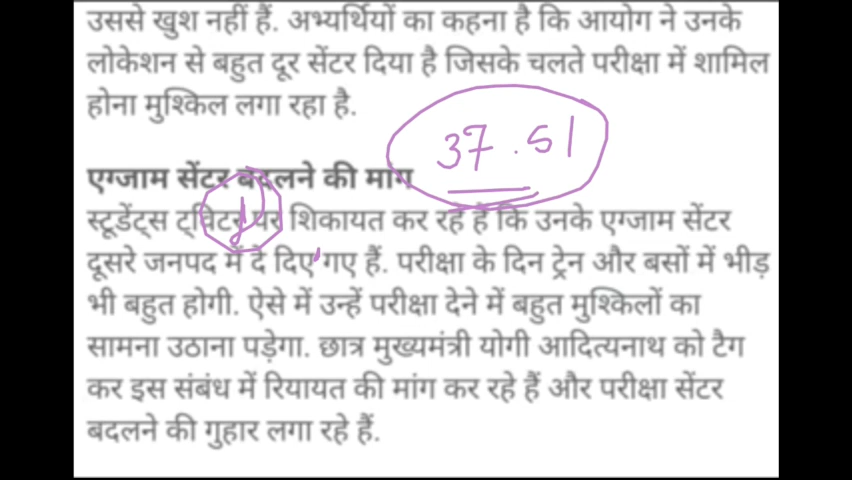 उससे खुश नहीं हैं. अभ्यर्थियों का कहना है कि आयोग ने उनके
लोकेशन से बहुत दूर सेंटर दिया है जिसके चलते परीक्षा में शामिल
होना मुश्किल लगा रहा है.
37.51
एग्जाम सेंटर बदलने की मांग
स्टूडेंट्स ट्विटर पर शिकायत कर रहे हैं कि उनके एग्जाम सेंटर
दूसरे जनपद में दे दिए गए हैं. परीक्षा के दिन ट्रेन और बसों में भीड़
भी बहुत होगी. ऐसे में उन्हें परीक्षा देने में बहुत मुश्किलों का
सामना उठाना पड़ेगा. छात्र मुख्यमंत्री योगी आदित्यनाथ को टैग
कर इस संबंध में रियायत की मांग कर रहे हैं और परीक्षा सेंटर
बदलने की गुहार लगा रहे हैं.